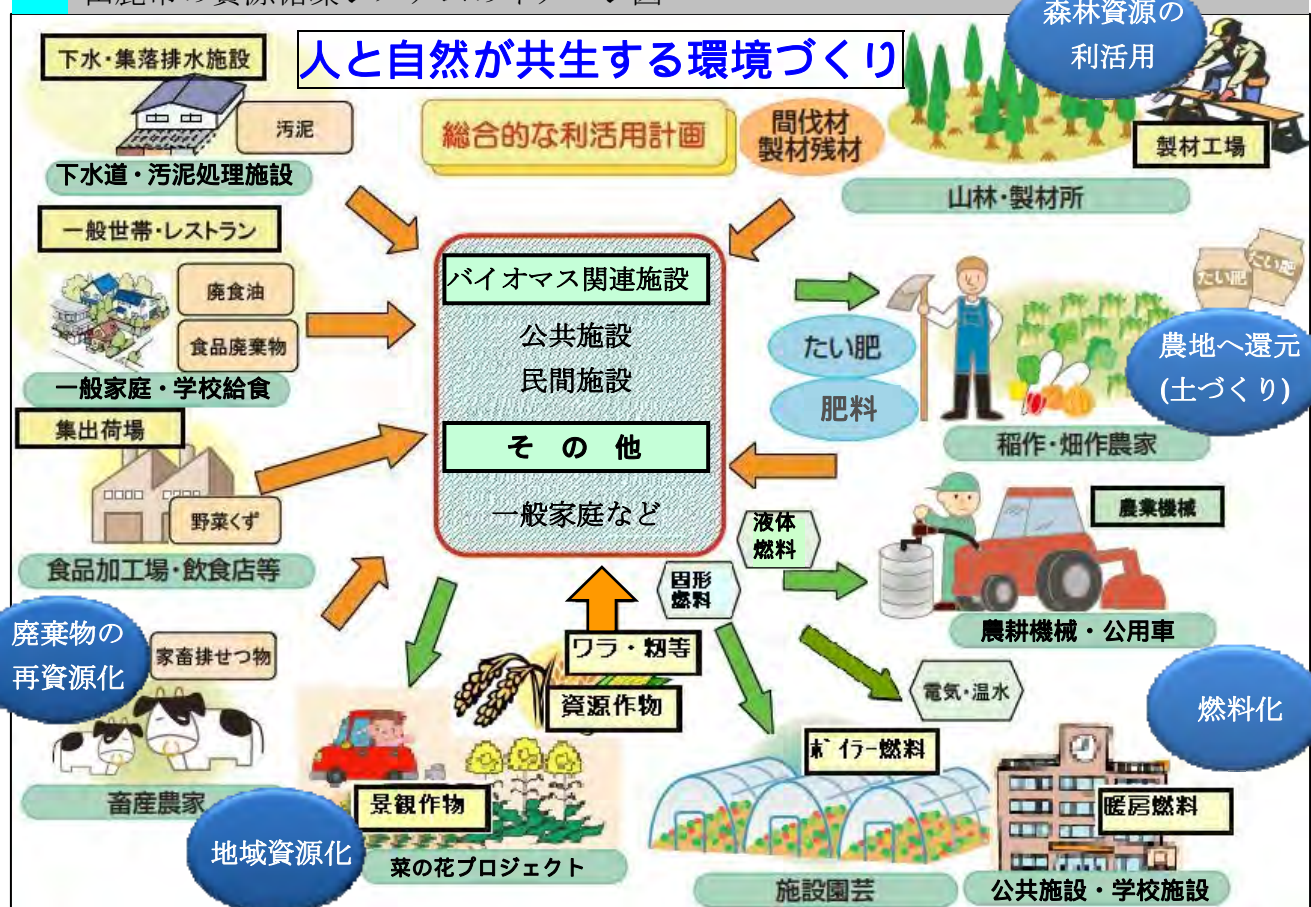 人と自然が共生する環境づくり
下水・集落排水施設
汚泥
下水道・汚泥処理施設
総合的な利活用計画
間伐材
製材残材
森林資源の
利活用
製材工場
山林・製材所
一般世帯・レストラン
廃食油
食品廃棄物
一般家庭・学校給食
バイオマス関連施設
公共施設
民間施設
その他
一般家庭など
たい肥
肥料
たい肥
たい肥
農地へ還元
(土づくり)
稲作・畑作農家
集出荷場
野菜くず
食品加工場・飲食店等
液体
燃料
固形
燃料
農業機械
農耕機械・公用車
廃棄物の
再資源化
家畜排せつ物
畜産農家
ワラ・籾等
資源作物
景観作物
地域資源化
菜の花プロジェクト
電気・温水
燃料化
ボイラー燃料
施設園芸
暖房燃料
公共施設・学校施設